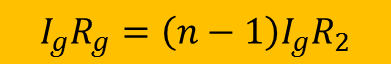 I_g R_g = (n − 1)I_g R_2